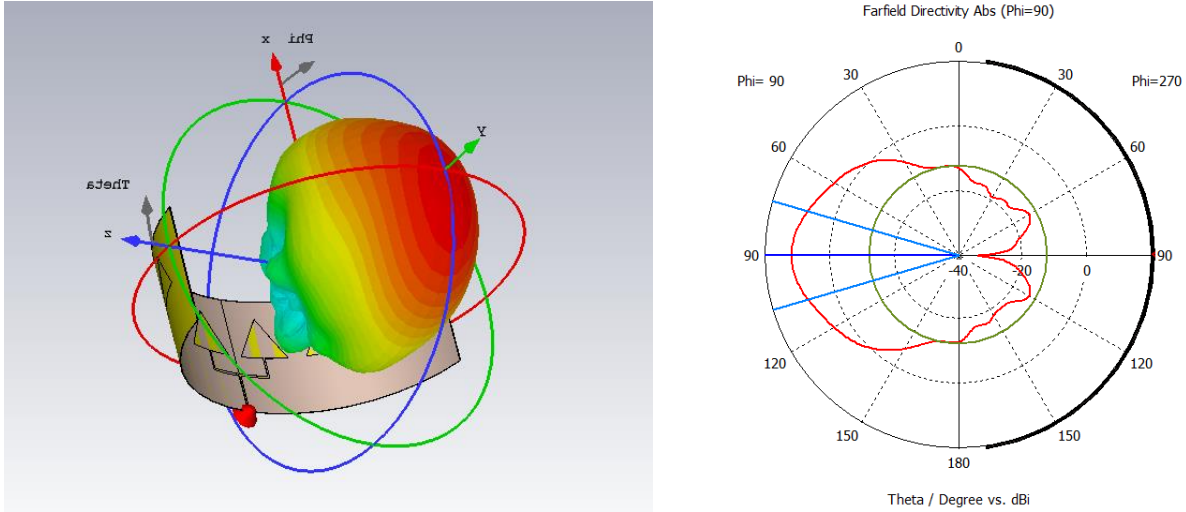 x
Phi
y
Theta
z
Farfield Directivity Abs (Phi=90)
0
30
30
Phi= 90
Phi=270
60
60
90
-40
-20
0
90
120
120
150
150
180
Theta / Degree vs. dBi